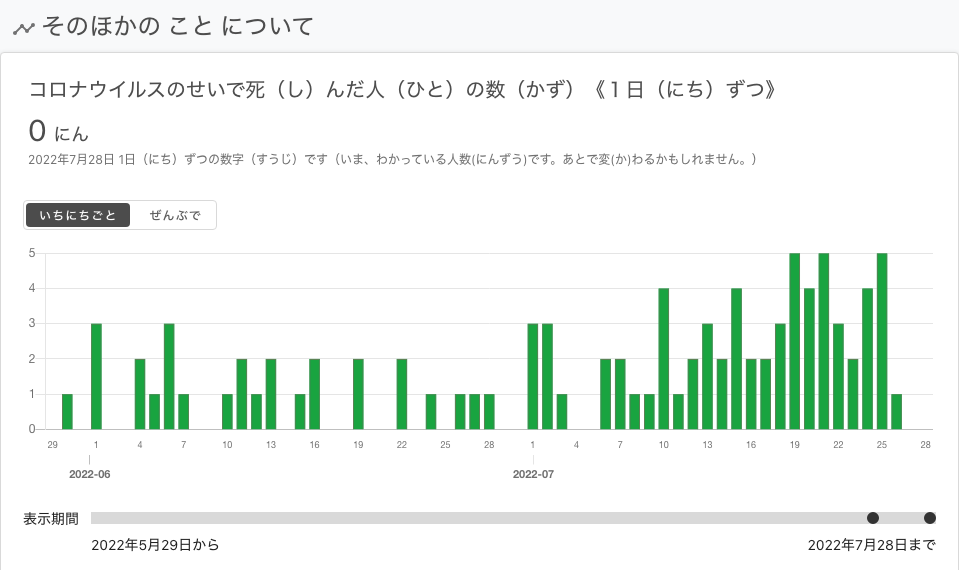 そのほかの こと について
コロナウイルスのせいで死（し）んだ人（ひと）の数（かず）《１日（にち）ずつ》
0 にん
2022年7月28日 1日（にち）ずつの数字（すうじ）です（いま、わかっている人数(にんずう)です。あとで変(か)わるかもしれません。）
いちにちごと ぜんぶで
5
4
3
2
1
0
29 1 4 7 10 13 16 19 22 25 28 1 4 7 10 13 16 19 22 25 28
2022-06 2022-07
表示期間
2022年5月29日から 2022年7月28日まで